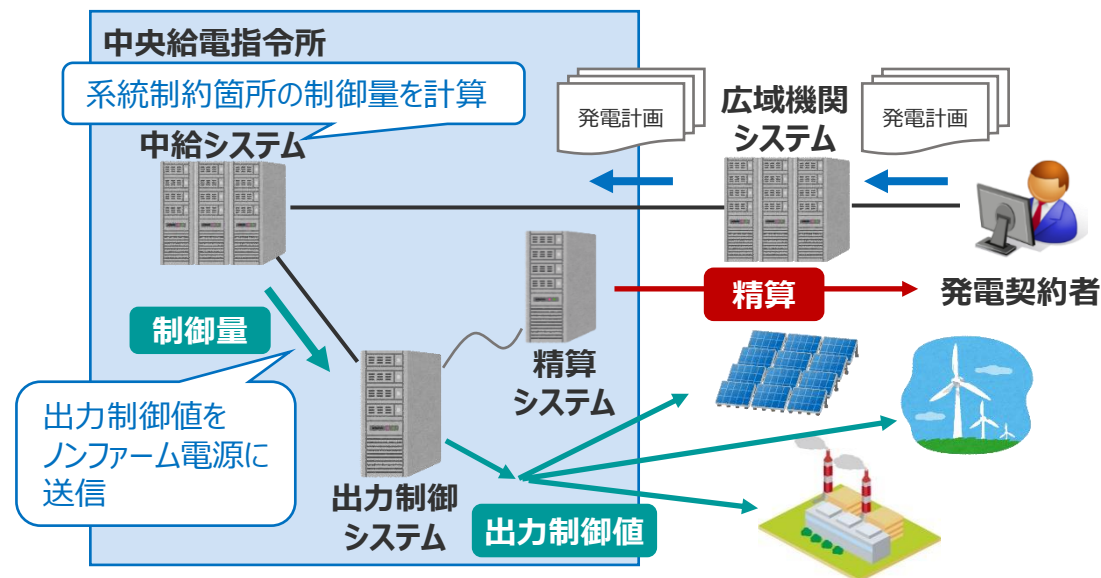 中央給電指令所
系統制約箇所の制御量を計算
中給システム
発電計画
広域機関
システム
発電計画
精算
発電契約者
制御量
精算
システム
出力制御値を
ノンファーム電源に
送信
出力制御
システム
出力制御値